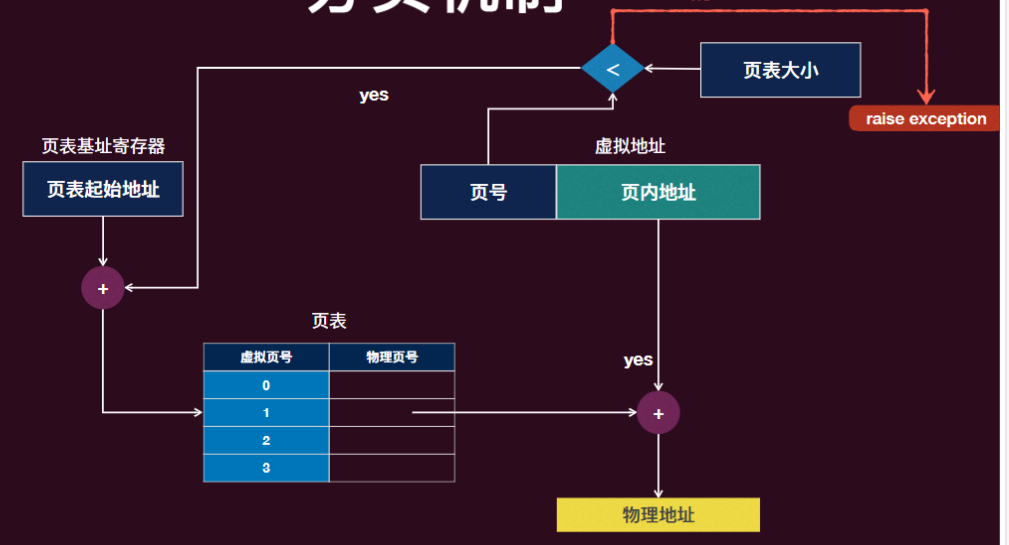 页表大小
<
yes
raise exception
页表基址寄存器
虚拟地址
页表起始地址
页号
页内地址
+
页表
虚拟页号 物理页号
0
1
2
3
yes
+
物理地址